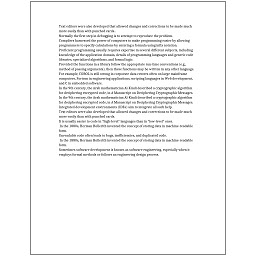 Text editors were also developed that allowed changes and corrections to be made much
more easily than with punched cards.
Normally the first step in debugging is to attempt to reproduce the problem.
Compilers harnessed the power of computers to make programming easier by allowing
programmers to specify calculations by entering a formula using infix notation.
Proficient programming usually requires expertise in several different subjects, including
knowledge of the application domain, details of programming languages and generic code
libraries, specialized algorithms, and formal logic.
Provided the functions in a library follow the appropriate run-time conventions (e.g.,
method of passing arguments), then these functions may be written in any other language.
For example, COBOL is still strong in corporate data centers often on large mainframe
computers, Fortran in engineering applications, scripting languages in Web development,
and C in embedded software.
In the 9th century, the Arab mathematician Al-Kindi described a cryptographic algorithm
for deciphering encrypted code, in A Manuscript on Deciphering Cryptographic Messages.
In the 9th century, the Arab mathematician Al-Kindi described a cryptographic algorithm
for deciphering encrypted code, in A Manuscript on Deciphering Cryptographic Messages.
Integrated development environments (IDEs) aim to integrate all such help.
Text editors were also developed that allowed changes and corrections to be made much
more easily than with punched cards.
It is usually easier to code in "high-level" languages than in "low-level" ones.
In the 1880s, Herman Hollerith invented the concept of storing data in machine-readable
form.
Unreadable code often leads to bugs, inefficiencies, and duplicated code.
In the 1880s, Herman Hollerith invented the concept of storing data in machine-readable
form.
Sometimes software development is known as software engineering, especially when it
employs formal methods or follows an engineering design process.